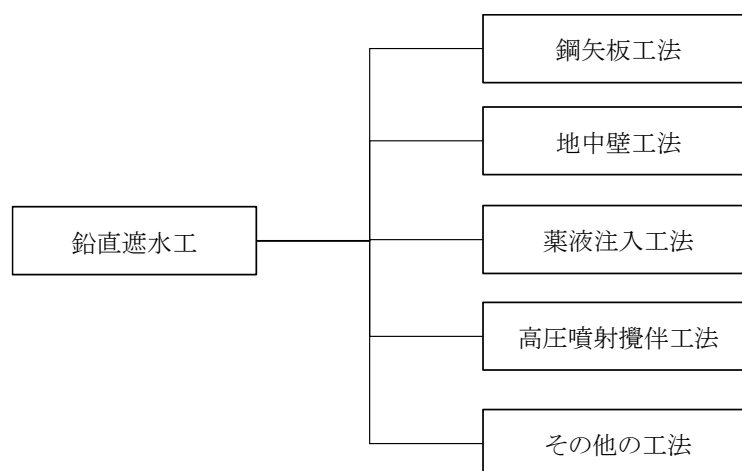 鋼矢板工法
地中壁工法
鉛直遮水工
薬液注入工法
高圧噴射攪伴工法
その他の工法